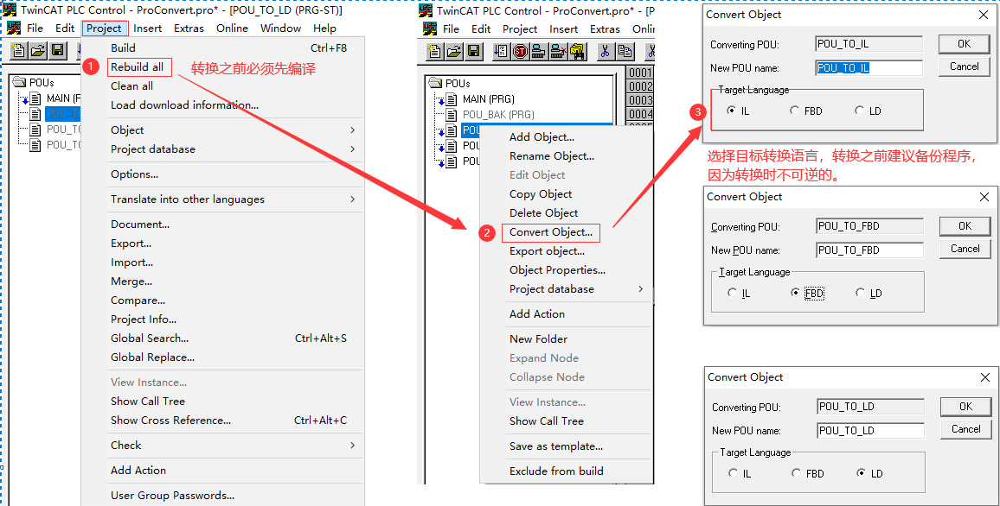 TwinCAT PLC Control - ProConvert.pro* - [POU_TO_LD (PRG-ST)]
File Edit Project Insert Extras Online Window Help
Build Ctrl+F8
1 Rebuild all 转换之前必须先编译
Clean all
Load download information...
Object
Project database
Options...
Translate into other languages
Document...
Export...
Import...
Merge...
Compare...
Project Info...
Global Search... Ctrl+Alt+S
Global Replace...
View Instance...
Show Call Tree
Show Cross Reference... Ctrl+Alt+C
Check
Add Action
User Group Passwords...
POUs
MAIN (F
POU_T
POU_TO
POU_TO
TwinCAT PLC Control - ProConvert.pro* - [P
File Edit Project Insert Extras Onli
POUs
MAIN (PRG)
POU_BAK (PRG)
POU
POU
POU
0001
0002
0003
0004
Add Object...
Rename Object...
Edit Object
Copy Object
Delete Object
2 Convert Object...
Export object...
Object Properties...
Project database
Add Action
New Folder
Expand Node
Collapse Node
View Instance...
Show Call Tree
Save as template...
Exclude from build
Convert Object
Converting POU: POU_TO_IL OK
New POU name: POU_TO_IL Cancel
Target Language
3 IL FBD LD
选择目标转换语言，转换之前建议备份程序，
因为转换时不可逆的。
Convert Object
Converting POU: POU_TO_FBD OK
New POU name: POU_TO_FBD Cancel
Target Language
IL FBD LD
Convert Object
Converting POU: POU_TO_LD OK
New POU name: POU_TO_LD Cancel
Target Language
IL FBD LD